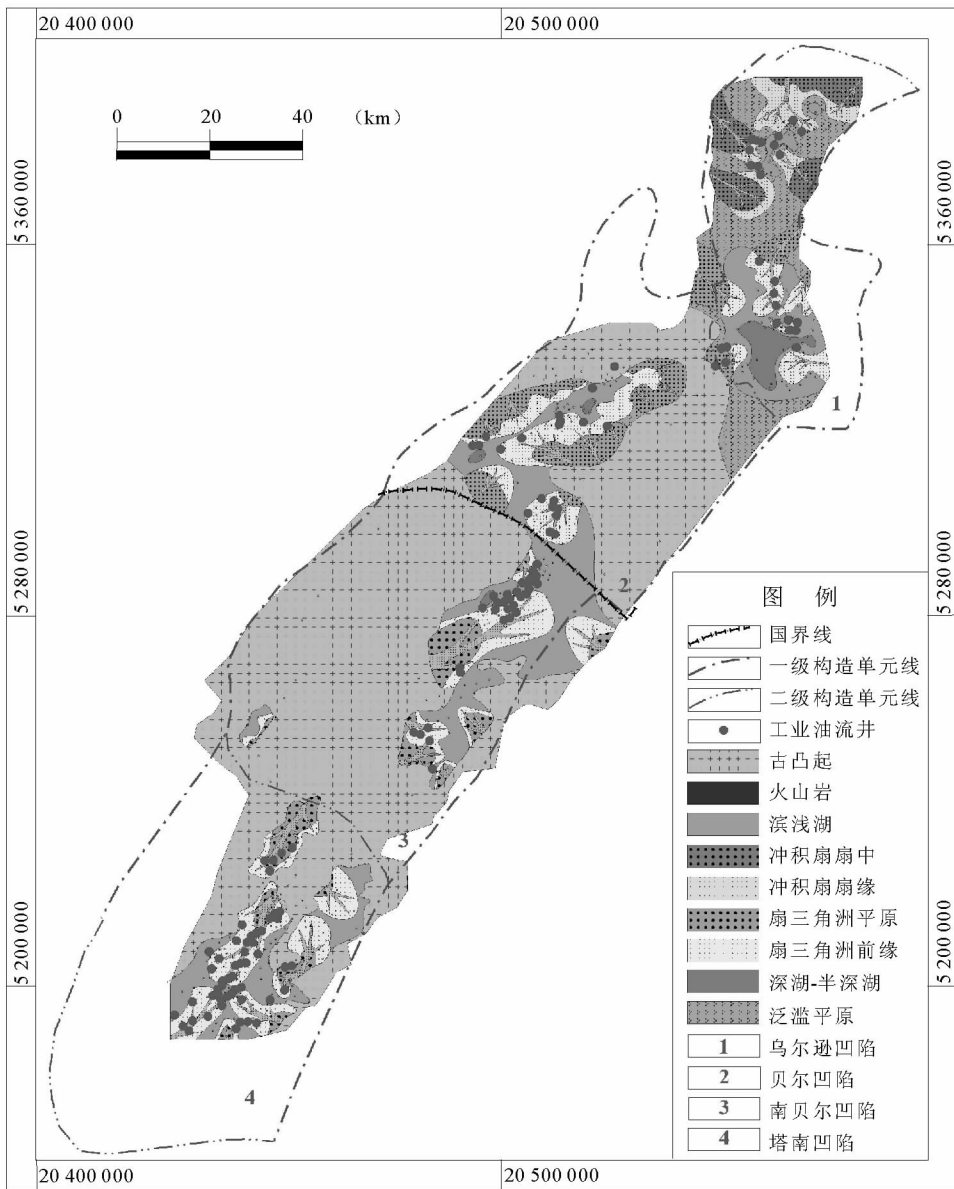 20 400 000
20 500 000
0
20
40
（km）
5 360 000
5 360 000
1
2
5 280 000
5 280 000
3
5 200 000
5 200 000
4
图 例
国界线
一级构造单元线
二级构造单元线
工业油流井
古凸起
火山岩
滨浅湖
冲积扇扇中
冲积扇扇缘
扇三角洲平原
扇三角洲前缘
深湖-半深湖
泛滥平原
1 乌尔逊凹陷
2 贝尔凹陷
3 南贝尔凹陷
4 塔南凹陷
20 400 000
20 500 000